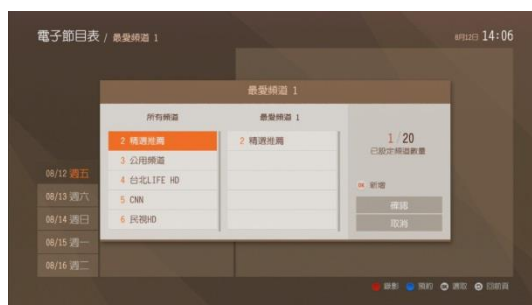 電子節目表 / 最愛頻道 1
8月12日 14:06
最愛頻道 1
所有頻道
最愛頻道 1
2 精選推薦
2 精選推薦
3 公用頻道
4 台北LIFE HD
5 CNN
6 民視HD
1/20
已設定頻道數量
OK 新增
確認
取消
08/12 週五
08/13 週六
08/14 週日
08/15 週一
08/16 週二
錄影 預約 選取 回前頁